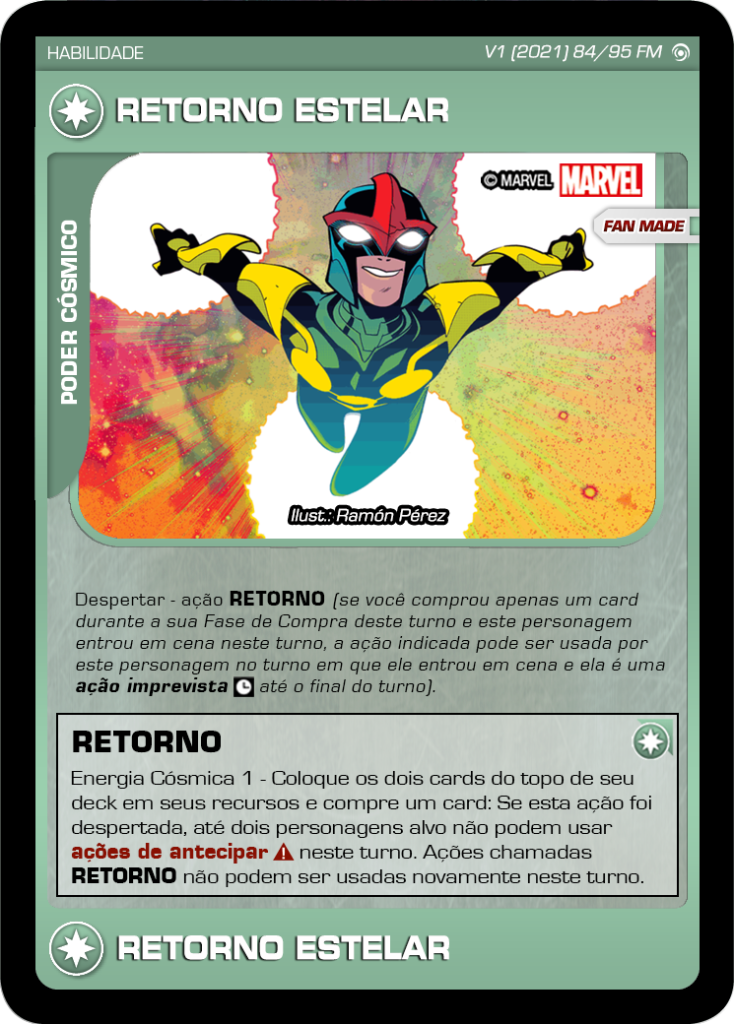 HABILIDADE
V1 (2021) 84/95 FM
RETORNO ESTELAR
© MARVEL MARVEL
FAN MADE
PODER CÓSMICO
Ilust.: Ramón Pérez
Despertar - ação RETORNO (se você comprou apenas um card
durante a sua Fase de Compra deste turno e este personagem
entrou em cena neste turno, a ação indicada pode ser usada por
este personagem no turno em que ele entrou em cena e ela é uma
ação imprevista até o final do turno).
RETORNO
Energia Cósmica 1 - Coloque os dois cards do topo de seu
deck em seus recursos e compre um card: Se esta ação foi
despertada, até dois personagens alvo não podem usar
ações de antecipar neste turno. Ações chamadas
RETORNO não podem ser usadas novamente neste turno.
RETORNO ESTELAR